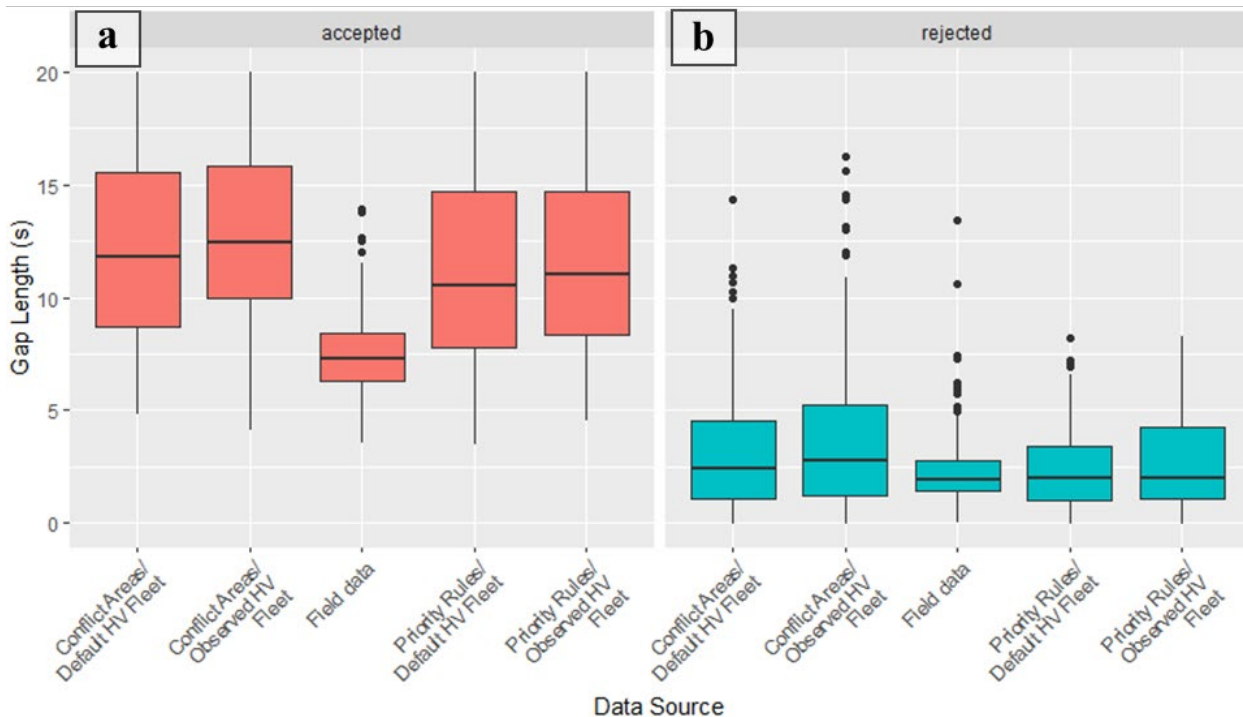 a
accepted
b
rejected
Gap Length (s)
20
15
10
5
0
Conflict Areas/
Default HV Fleet
Conflict Areas/
Observed HV
Fleet
Field data
Priority Rules/
Default HV Fleet
Priority Rules/
Observed HV
Fleet
Conflict Areas/
Default HV Fleet
Conflict Areas/
Observed HV
Fleet
Field data
Priority Rules/
Default HV Fleet
Priority Rules/
Observed HV
Fleet
Data Source